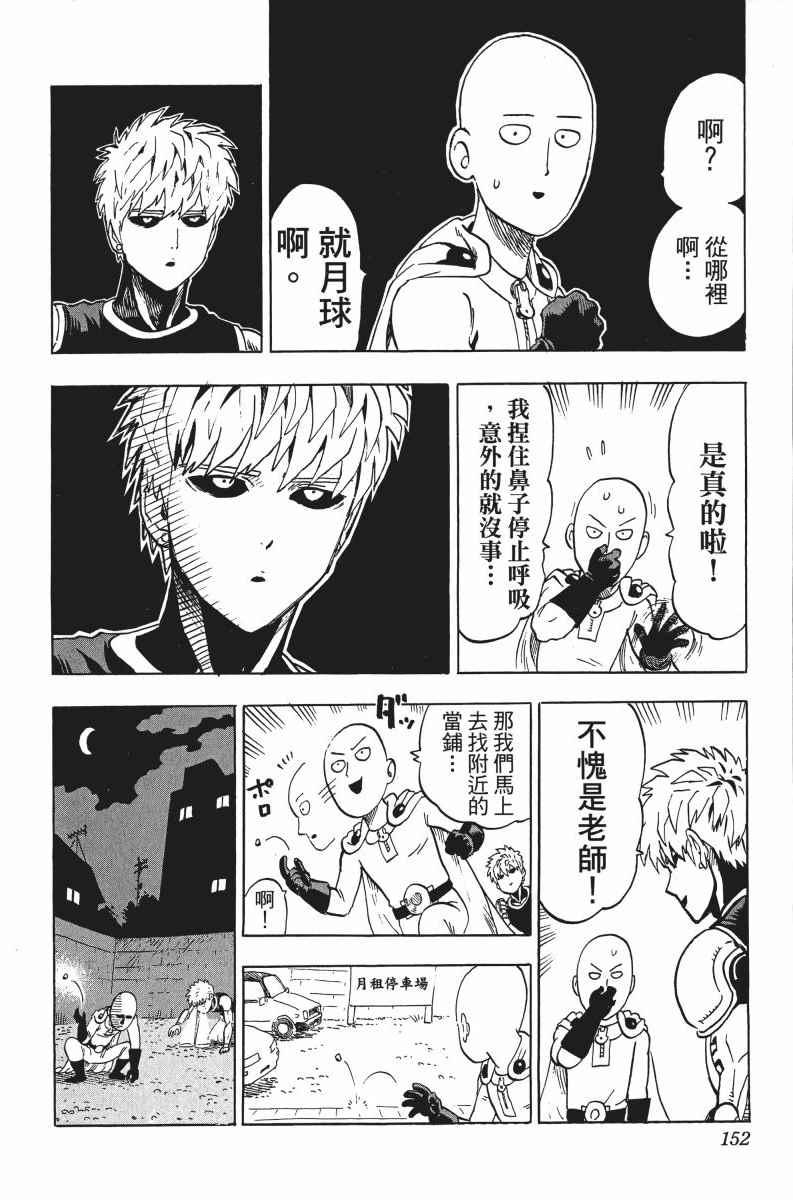 啊？
從哪裡
啊…
就月球
啊。
是真的啦！
我捏住鼻子停止呼吸
，意外的就沒事…
不愧是老師！
那我們馬上
去找附近的
當鋪…
ダッ
ポロ
啊！
月租停車場
152